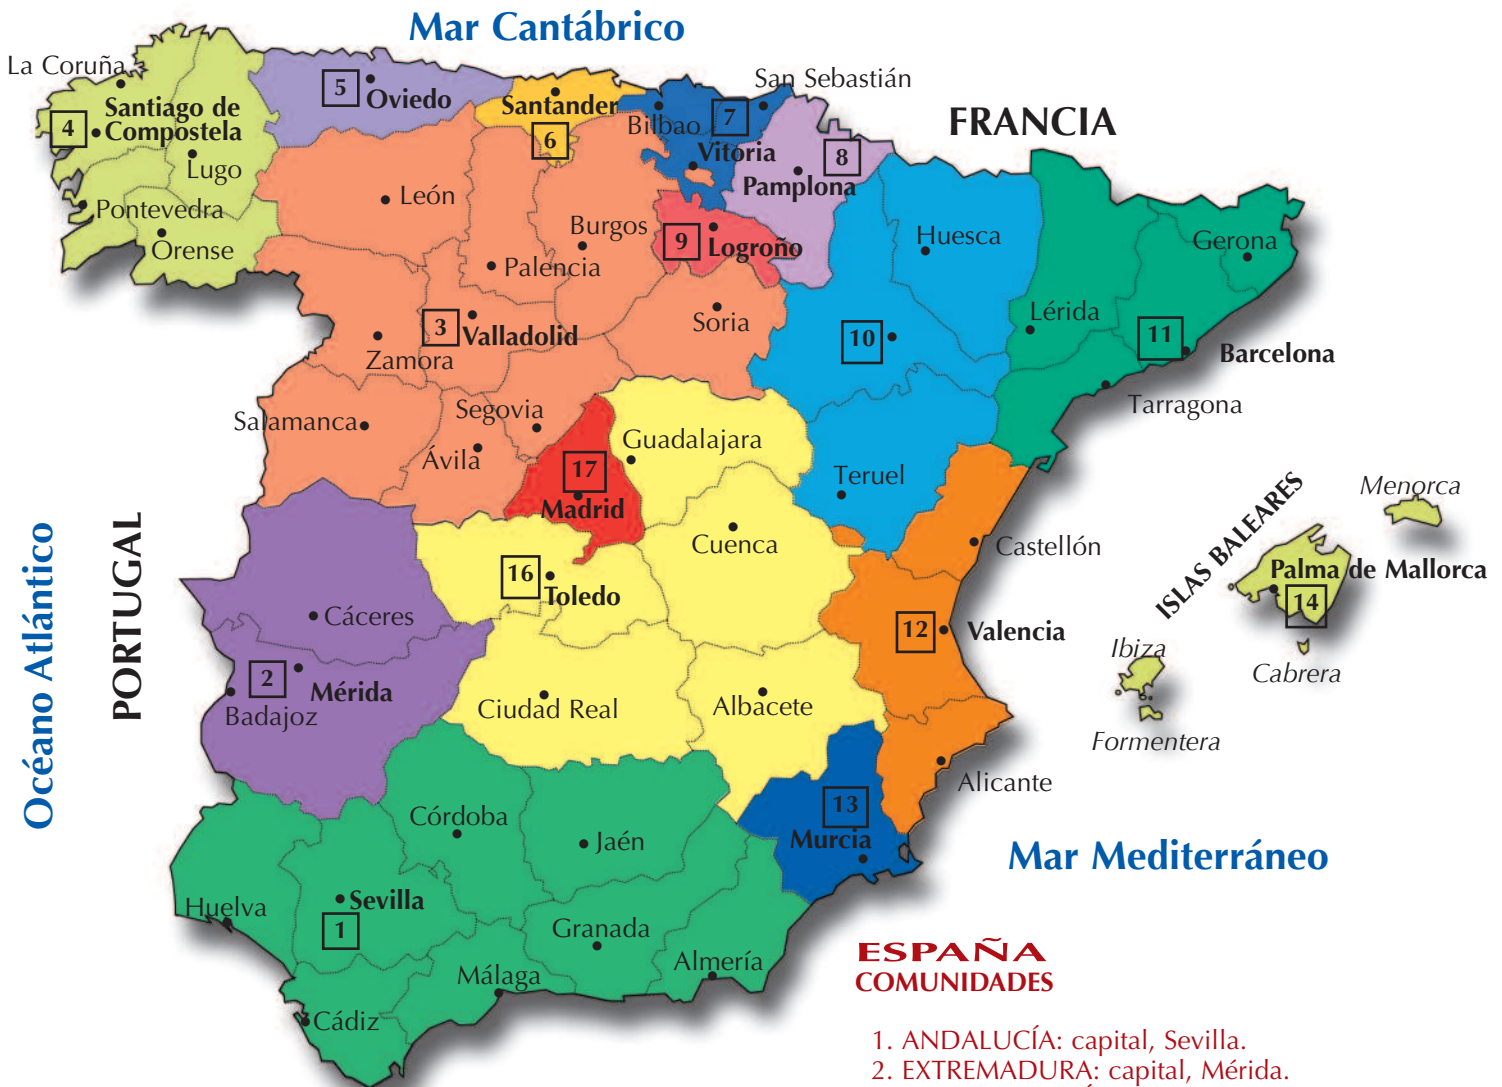 Mar Cantábrico
La Coruña
5
Oviedo
Santander
San Sebastián
Santiago de
Compostela
4
6
Bilbao
7
FRANCIA
Vitoria
8
Lugo
Pamplona
León
Pontevedra
Orense
Burgos
9
Logroño
Huesca
Gerona
Palencia
Soria
Lérida
3
Valladolid
10
11
Zamora
Barcelona
Salamanca
Segovia
Tarragona
Ávila
Guadalajara
17
Teruel
Madrid
Menorca
Océano Atlántico
PORTUGAL
Cuenca
Castellón
ISLAS BALEARES
Palma de Mallorca
16
Toledo
14
Cáceres
12
Valencia
Ibiza
Cabrera
2
Mérida
Badajoz
Ciudad Real
Albacete
Formentera
Alicante
13
Córdoba
Jaén
Murcia
Mar Mediterráneo
Huelva
Sevilla
1
Granada
Almería
Málaga
Cádiz
ESPAÑA
COMUNIDADES
1. ANDALUCÍA: capital, Sevilla.
2. EXTREMADURA: capital, Mérida.